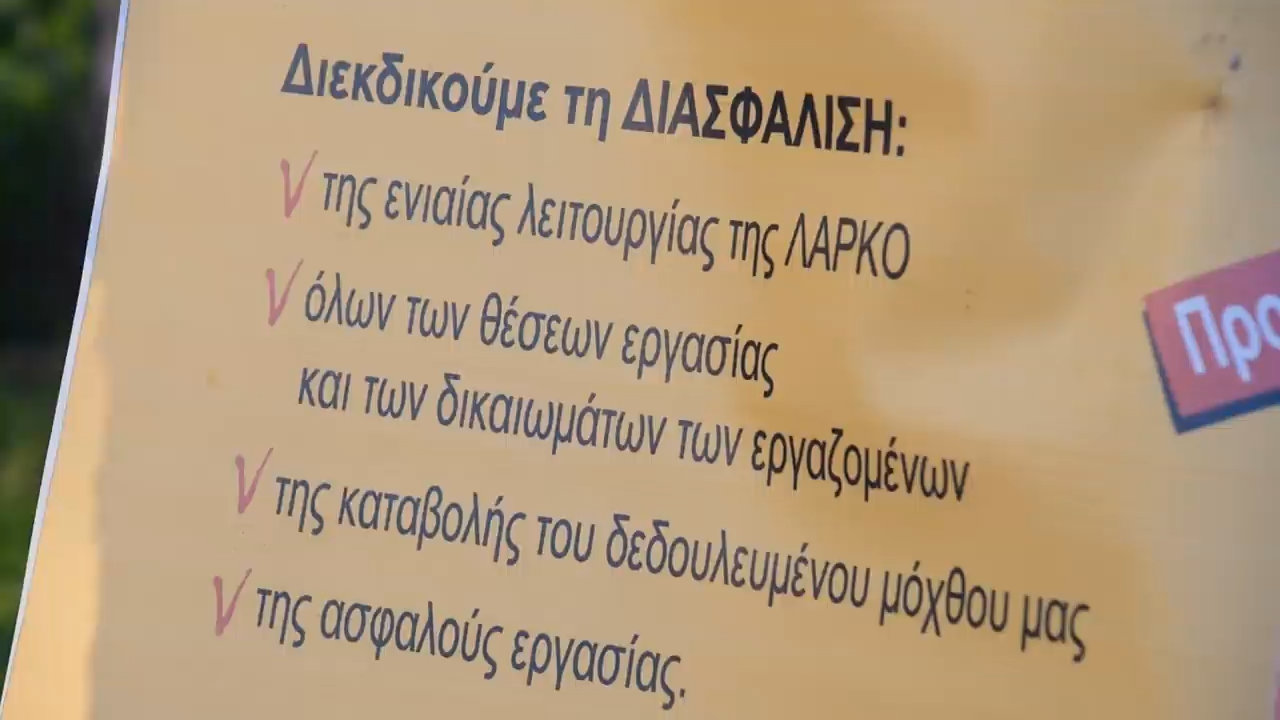 Διεκδικούμε τη ΔΙΑΣΦΑΛΙΣΗ:
√ της ενιαίας λειτουργίας της ΛΑΡΚΟ
√ όλων των θέσεων εργασίας
και των δικαιωμάτων των εργαζομένων
√ της καταβολής του δεδουλευμένου μόχθου μας
√ της ασφαλούς εργασίας.